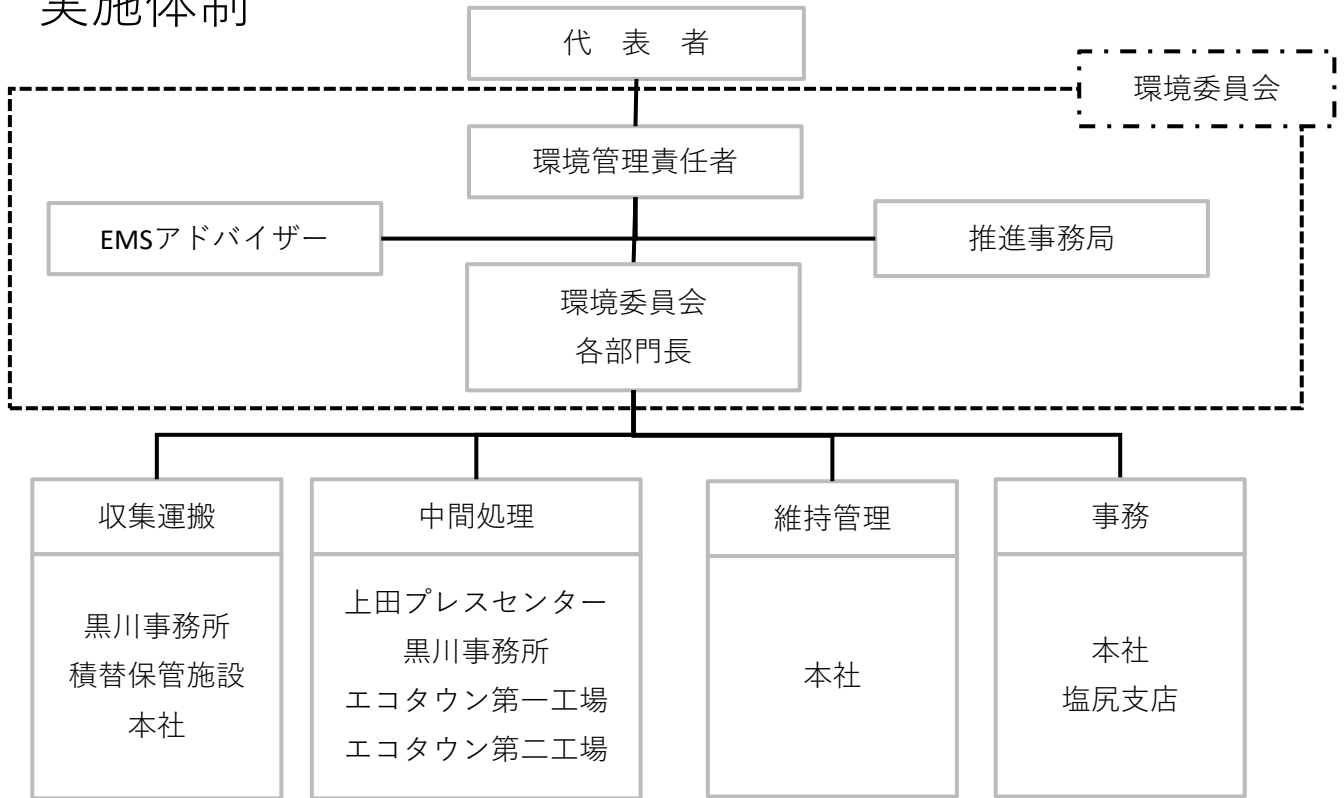 実施体制
代　表　者
環境委員会
環境管理責任者
EMSアドバイザー
推進事務局
環境委員会
各部門長
収集運搬
中間処理
維持管理
事務
黒川事務所
積替保管施設
本社
上田プレスセンター
黒川事務所
エコタウン第一工場
エコタウン第二工場
本社
本社
塩尻支店